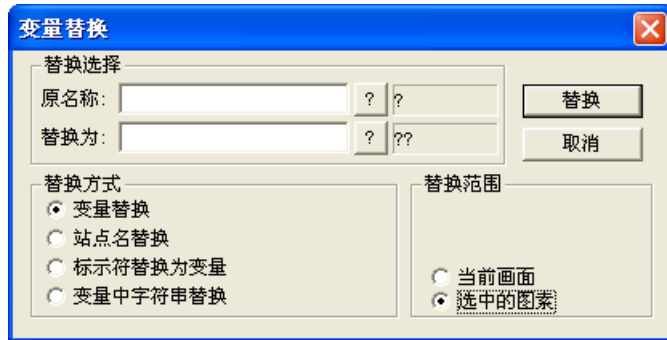 变量替换
替换选择
原名称: ? ?
替换为: ? ??
替换
取消
替换方式
变量替换
站点名替换
标示符替换为变量
变量中字符串替换
替换范围
当前画面
选中的图素